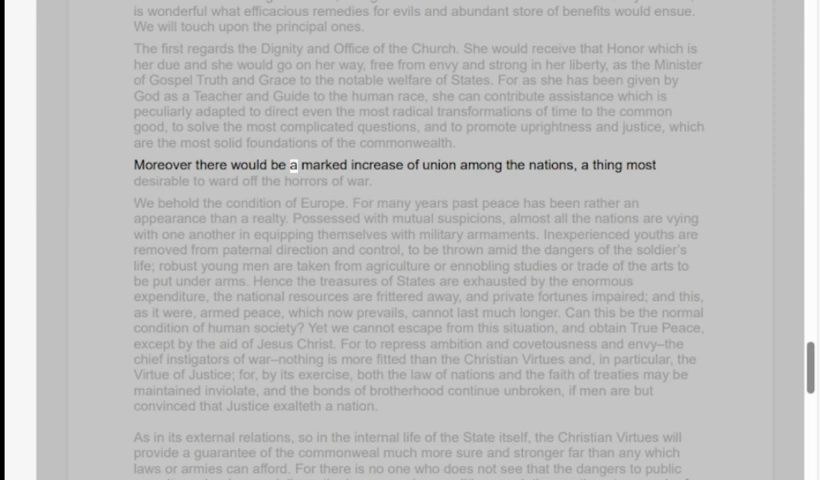 is wonderful what efficacious remedies for evils and abundant store of benefits would ensue.
We will touch upon the principal ones.
The first regards the Dignity and Office of the Church. She would receive that Honor which is
her due and she would go on her way, free from envy and strong in her liberty, as the Minister
of Gospel Truth and Grace to the notable welfare of States. For as she has been given by
God as a Teacher and Guide to the human race, she can contribute assistance which is
peculiarly adapted to direct even the most radical transformations of time to the common
good, to solve the most complicated questions, and to promote uprightness and justice, which
are the most solid foundations of the commonwealth.
Moreover there would be a marked increase of union among the nations, a thing most
desirable to ward off the horrors of war.
We behold the condition of Europe. For many years past peace has been rather an
appearance than a realty. Possessed with mutual suspicions, almost all the nations are vying
with one another in equipping themselves with military armaments. Inexperienced youths are
removed from paternal direction and control, to be thrown amid the dangers of the soldier's
life; robust young men are taken from agriculture or ennobling studies or trade of the arts to
be put under arms. Hence the treasures of States are exhausted by the enormous
expenditure, the national resources are frittered away, and private fortunes impaired; and this,
as it were, armed peace, which now prevails, cannot last much longer. Can this be the normal
condition of human society? Yet we cannot escape from this situation, and obtain True Peace,
except by the aid of Jesus Christ. For to repress ambition and covetousness and envy–the
chief instigators of war–nothing is more fitted than the Christian Virtues and, in particular, the
Virtue of Justice; for, by its exercise, both the law of nations and the faith of treaties may be
maintained inviolate, and the bonds of brotherhood continue unbroken, if men are but
convinced that Justice exalteth a nation.
As in its external relations, so in the internal life of the State itself, the Christian Virtues will
provide a guarantee of the commonweal much more sure and stronger far than any which
laws or armies can afford. For there is no one who does not see that the dangers to public